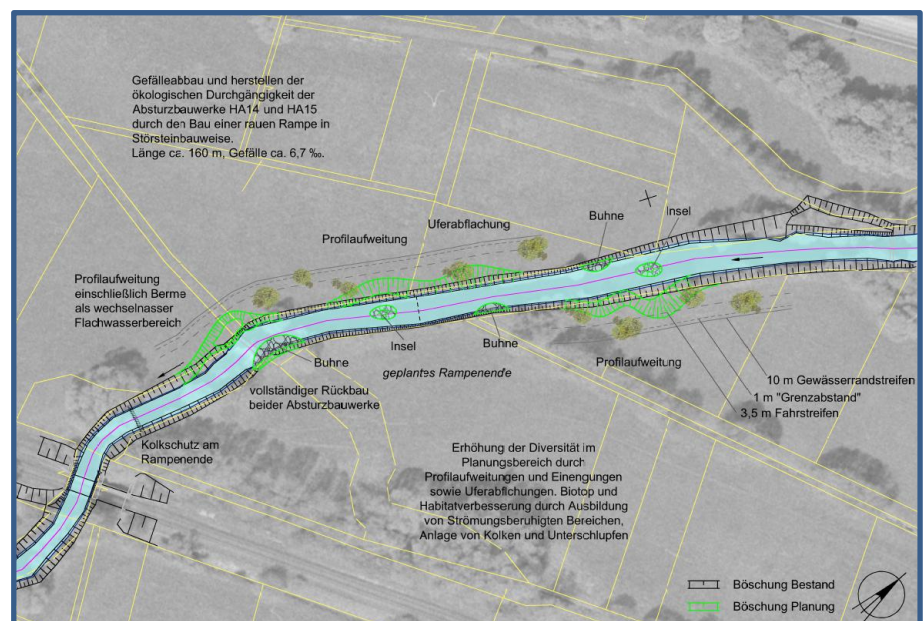 Gefälleabbau und herstellen der
ökologischen Durchgängigkeit der
Absturzbauwerke HA14 und HA15
durch den Bau einer rauen Rampe in
Störsteinbauweise.
Länge ca. 160 m, Gefälle ca. 6,7 ‰.
Buhne
Insel
Uferabflachung
Profilaufweitung
Profilaufweitung
einschließlich Berme
als wechselnasser
Flachwasserbereich
Buhne
Insel
Buhne
geplantes Rampenende
Profilaufweitung
vollständiger Rückbau
beider Absturzbauwerke
10 m Gewässerrandstreifen
1 m "Grenzabstand"
3,5 m Fahrstreifen
Kolkschutz am
Rampenende
Erhöhung der Diversität im
Planungsbereich durch
Profilaufweitungen und Einengungen
sowie Uferabflchungen. Biotop und
Habitatverbesserung durch Ausbildung
von Strömungsberuhigten Bereichen,
Anlage von Kolken und Unterschlupfen
Böschung Bestand
Böschung Planung